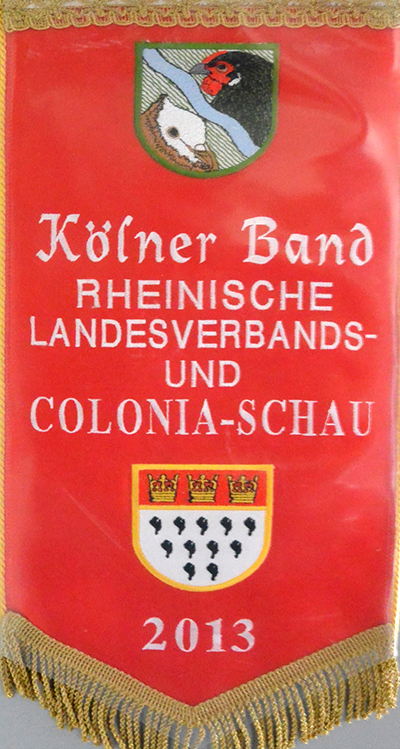 Kölner Band
RHEINISCHE
LANDESVERBANDS-
UND
COLONIA-SCHAU
2013